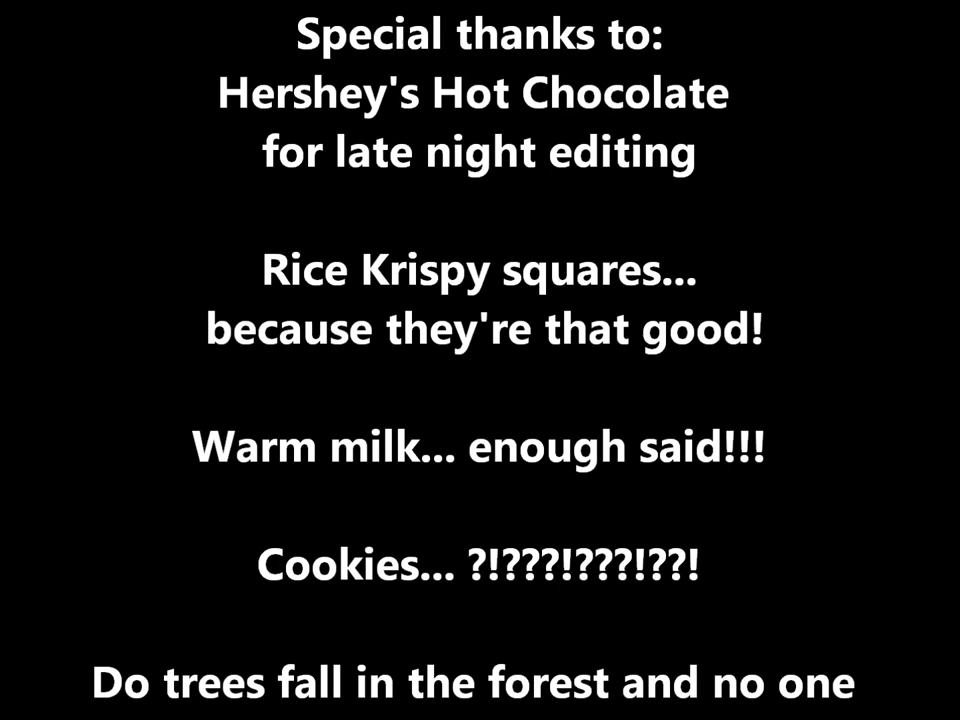 Special thanks to:
Hershey's Hot Chocolate
for late night editing
Rice Krispy squares...
because they're that good!
Warm milk... enough said!!!
Cookies... ?!???!???!??!
Do trees fall in the forest and no one